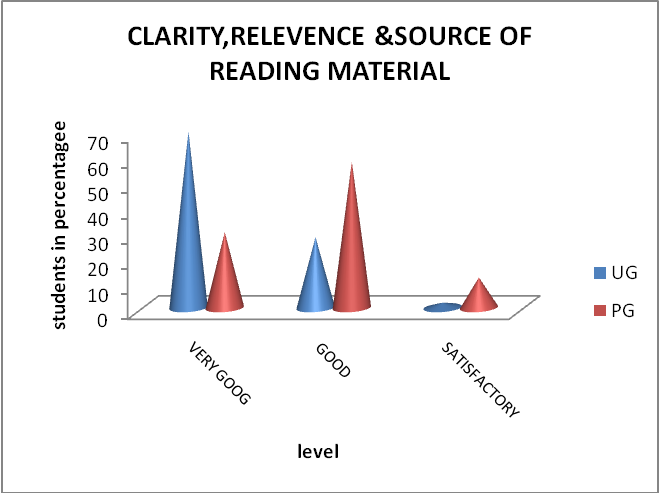 CLARITY,RELEVENCE &SOURCE OF
READING MATERIAL
students in percentagee
70
60
50
40
30
20
10
0
VERY GOOG
GOOD
SATISFACTORY
level
UG
PG